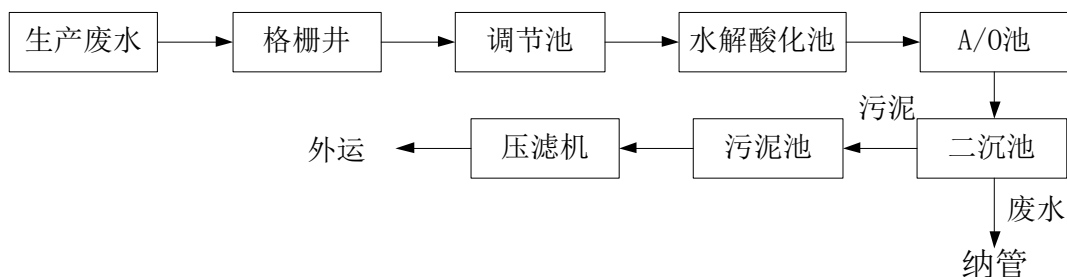 生产废水
格栅井
调节池
水解酸化池
A/O池
污泥
外运
压滤机
污泥池
二沉池
废水
纳管